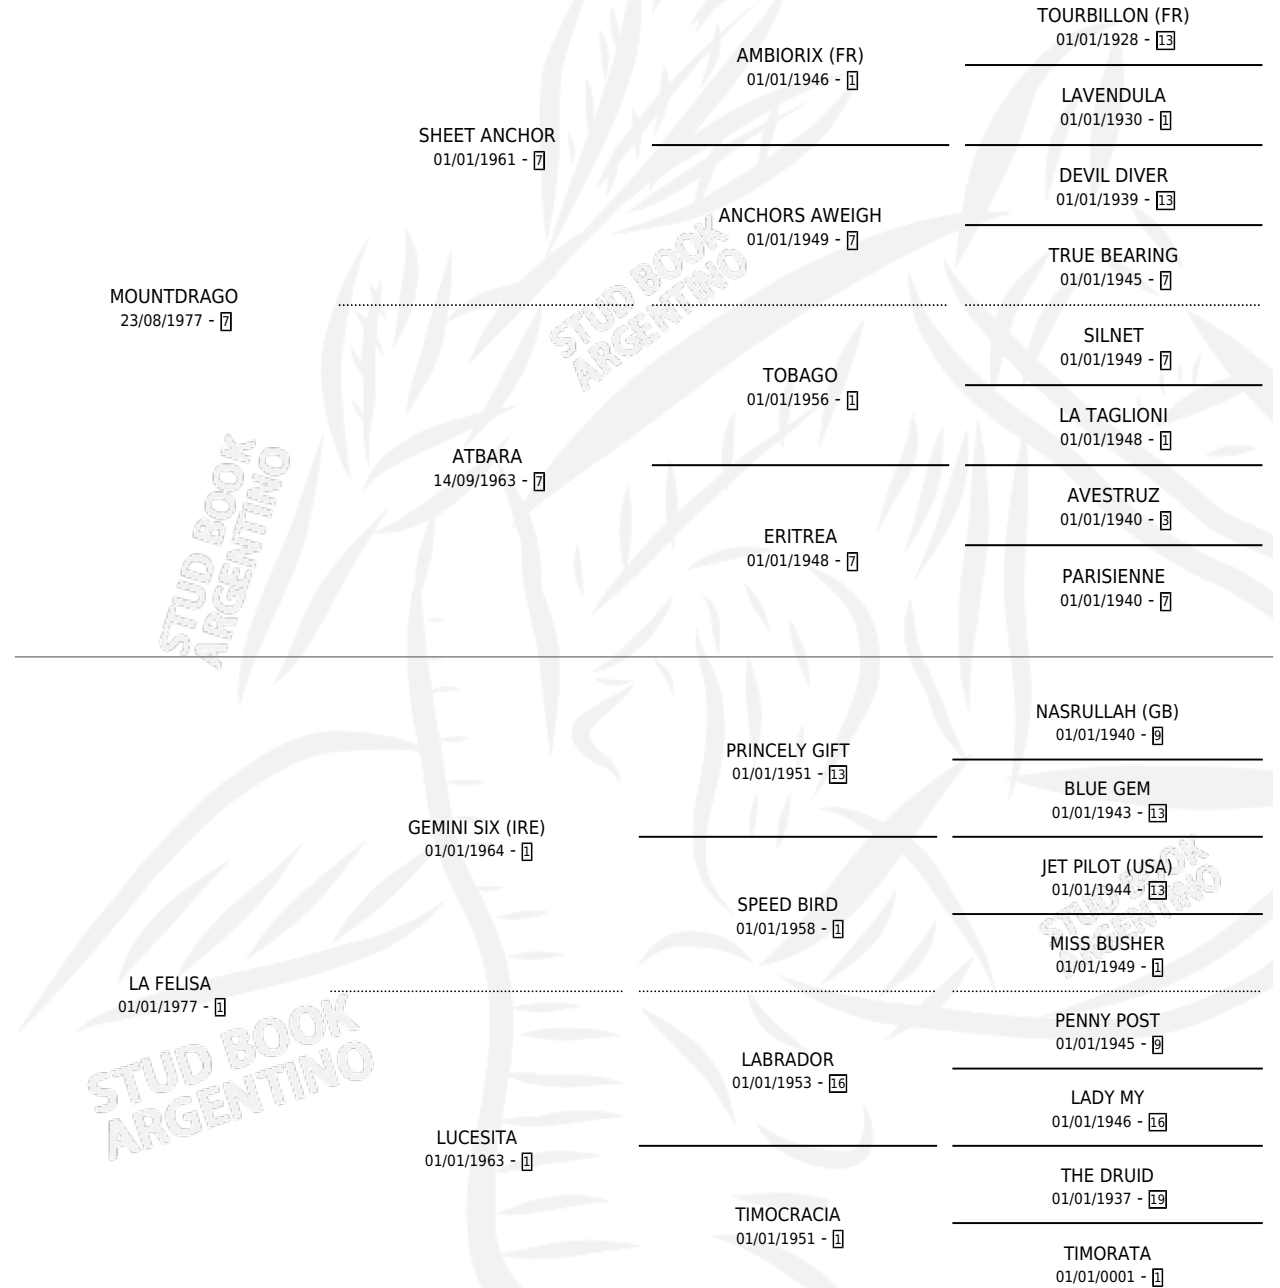 TOURBILLON (FR)
01/01/1928 - 13
AMBIORIX (FR)
01/01/1946 - 1
LAVENDULA
01/01/1930 - 1
SHEET ANCHOR
01/01/1961 - 7
DEVIL DIVER
01/01/1939 - 13
ANCHORS AWEIGH
01/01/1949 - 7
TRUE BEARING
01/01/1945 - 7
MOUNTDRAGO
23/08/1977 - 7
STUD BOOK
ARGENTINO
SILNET
01/01/1949 - 7
TOBAGO
01/01/1956 - 1
LA TAGLIONI
01/01/1948 - 1
ATBARA
14/09/1963 - 7
AVESTRUZ
01/01/1940 - 3
ERITREA
01/01/1948 - 7
PARISIENNE
01/01/1940 - 7
STUD BOOK
ARGENTINO
NASRULLAH (GB)
01/01/1940 - 9
PRINCELY GIFT
01/01/1951 - 13
BLUE GEM
01/01/1943 - 13
GEMINI SIX (IRE)
01/01/1964 - 1
JET PILOT (USA)
01/01/1944 - 13
SPEED BIRD
01/01/1958 - 1
STUD BOOK
ARGENTINO
MISS BUSHER
01/01/1949 - 1
LA FELISA
01/01/1977 - 1
PENNY POST
01/01/1945 - 9
LABRADOR
01/01/1953 - 16
STUD BOOK
ARGENTINO
LADY MY
01/01/1946 - 16
LUCESITA
01/01/1963 - 1
THE DRUID
01/01/1937 - 19
TIMOCRACIA
01/01/1951 - 1
TIMORATA
01/01/0001 - 1